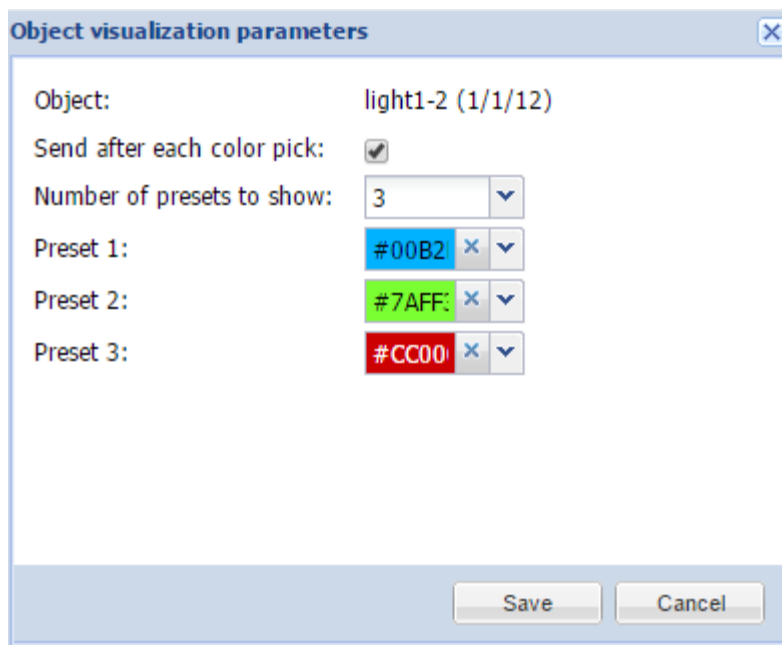 Object visualization parameters
Object: light1-2 (1/1/12)
Send after each color pick:
Number of presets to show: 3
Preset 1: #00B2
Preset 2: #7AFF
Preset 3: #CC00
Save Cancel